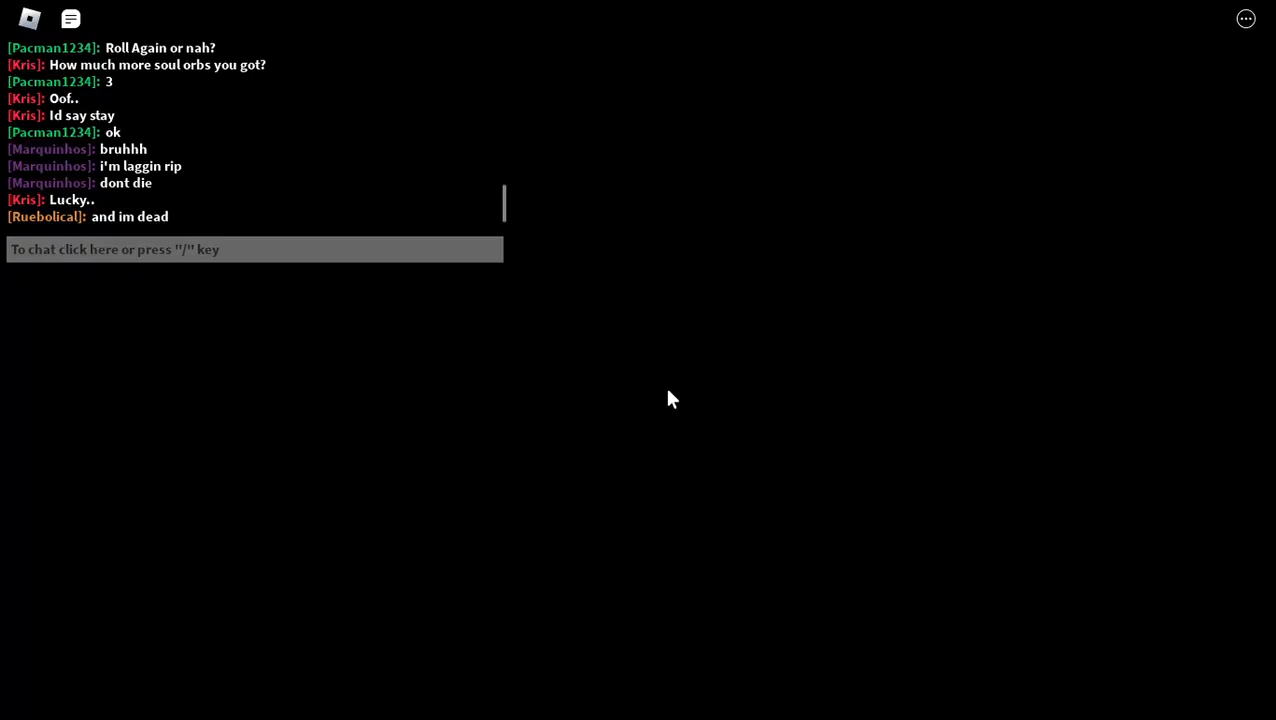 [Pacman1234]: Roll Again or nah?
[Kris]: How much more soul orbs you got?
[Pacman1234]: 3
[Kris]: Oof..
[Kris]: Id say stay
[Pacman1234]: ok
[Marquinhos]: bruhhh
[Marquinhos]: i'm laggin rip
[Marquinhos]: dont die
[Kris]: Lucky..
[Ruebolical]: and im dead
To chat click here or press "/" key